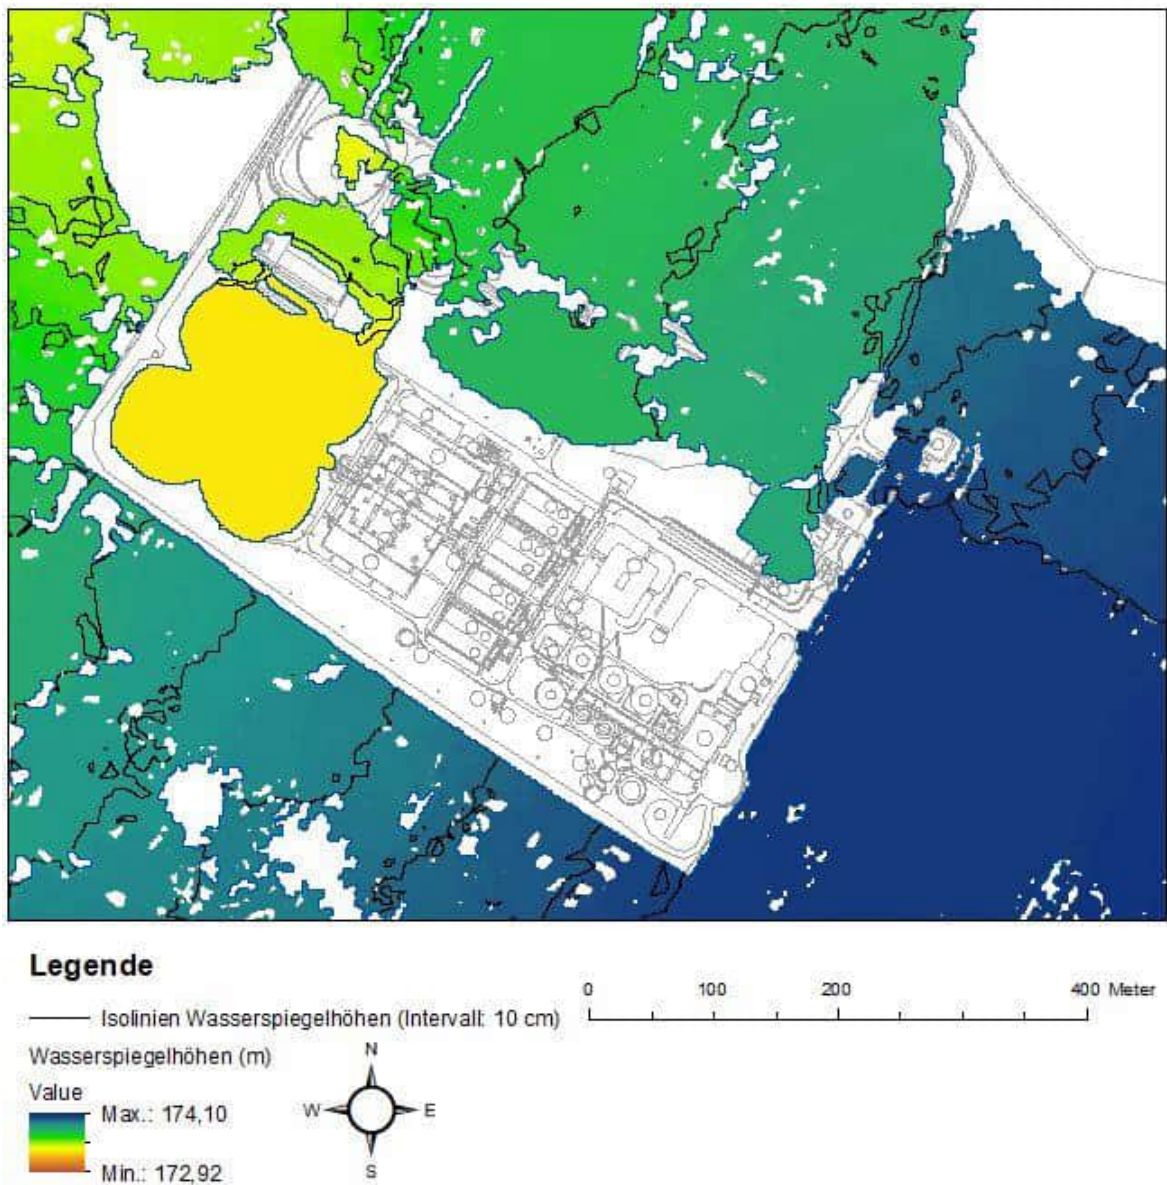 Legende
0 100 200 400 Meter
Isolinien Wasserspiegelhöhen (Intervall: 10 cm)
Wasserspiegelhöhen (m)
N
Value
W E
Max.: 174,10
S
Min.: 172,92